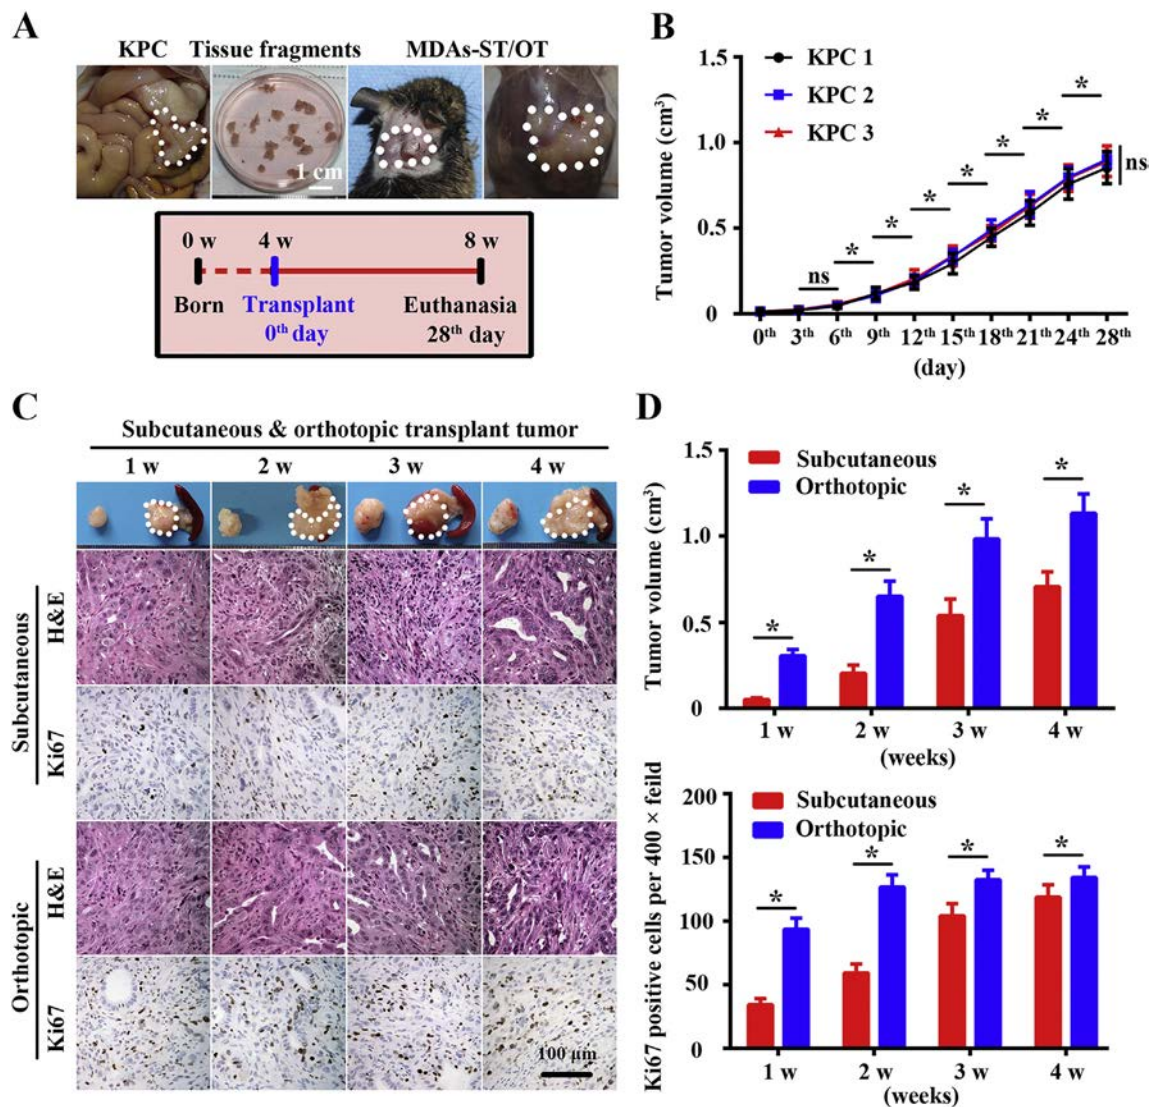 A
KPC Tissue fragments MDAs-ST/OT
1 cm
0 w 4 w 8 w
Born Transplant Euthanasia
0th day 28th day
B
Tumor volume (cm³)
KPC 1
KPC 2
KPC 3
1.5
1.0
0.5
0
ns * * * * * * *
ns
0th 3th 6th 9th 12th 15th 18th 21th 24th 28th
(day)
C
Subcutaneous & orthotopic transplant tumor
1 w 2 w 3 w 4 w
Subcutaneous
H&E
Ki67
Orthotopic
H&E
Ki67
100 μm
D
Tumor volume (cm³)
Subcutaneous
Orthotopic
1.5
1.0
0.5
0
* * * *
1 w 2 w 3 w 4 w
(weeks)
Ki67 positive cells per 400 × feild
Subcutaneous
Orthotopic
200
150
100
50
0
* * * *
1 w 2 w 3 w 4 w
(weeks)